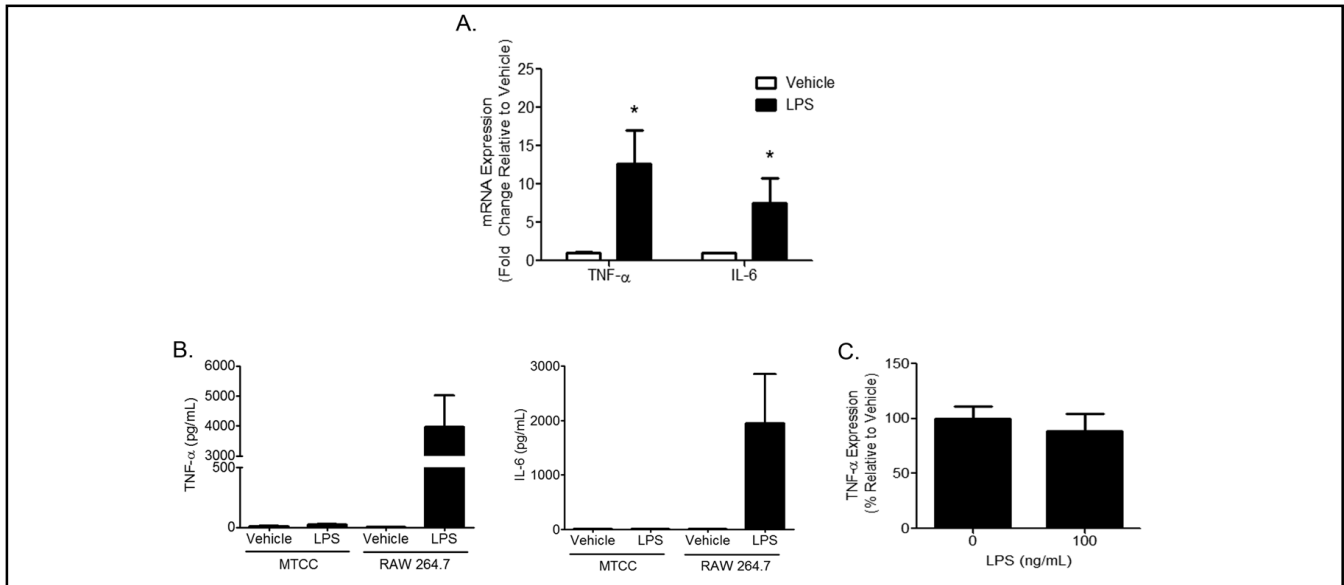 A.
mRNA Expression
(Fold Change Relative to Vehicle)
25
20
15
10
5
0
*
*
Vehicle
LPS
TNF-α
IL-6
B.
TNF-α (pg/mL)
6000
5000
4000
3000
500
0
Vehicle
LPS
Vehicle
LPS
MTCC
RAW 264.7
IL-6 (pg/mL)
3000
2000
1000
0
Vehicle
LPS
Vehicle
LPS
MTCC
RAW 264.7
C.
TNF-α Expression
(% Relative to Vehicle)
150
100
50
0
0
100
LPS (ng/mL)